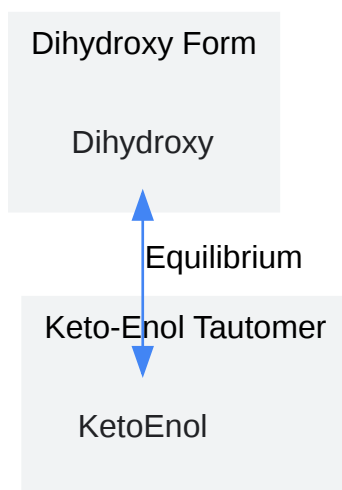 Dihydroxy Form
Dihydroxy
Equilibrium
Keto-Enol Tautomer
KetoEnol